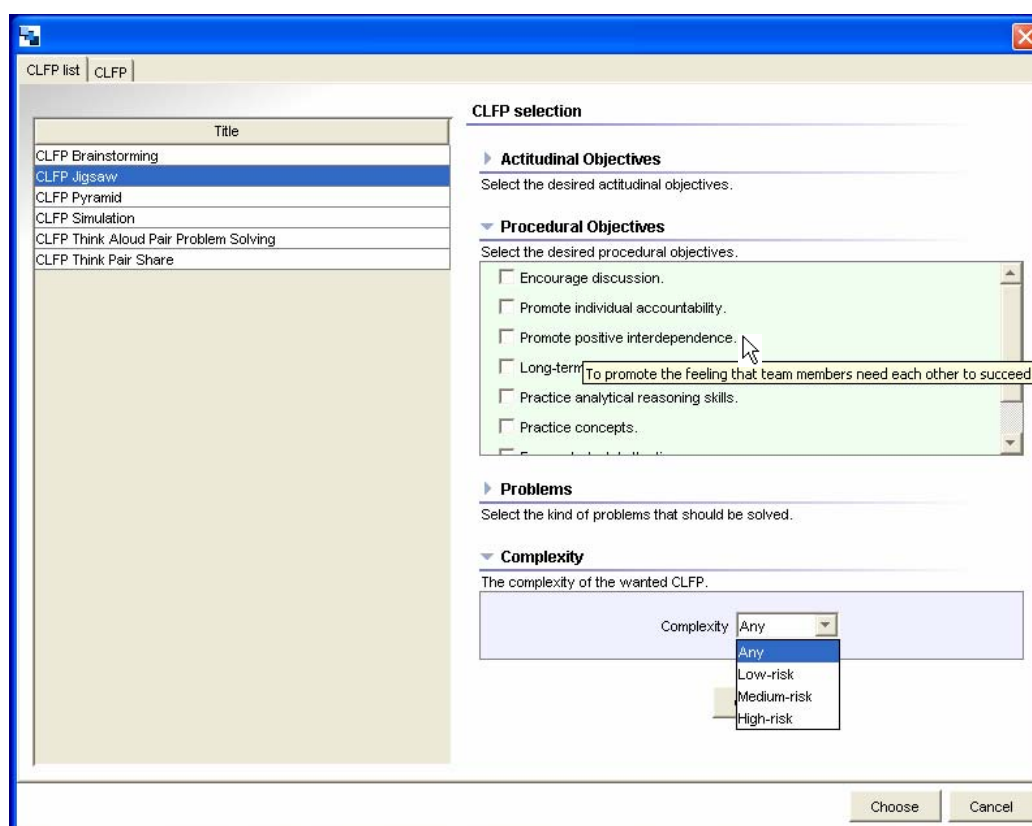 CLFP list
CLFP
Title
CLFP Brainstorming
CLFP Jigsaw
CLFP Pyramid
CLFP Simulation
CLFP Think Aloud Pair Problem Solving
CLFP Think Pair Share
CLFP selection
Actitudinal Objectives
Select the desired actitudinal objectives.
Procedural Objectives
Select the desired procedural objectives.
Encourage discussion.
Promote individual accountability.
Promote positive interdependence.
Long-term
To promote the feeling that team members need each other to succeed
Practice analytical reasoning skills.
Practice concepts.
Problems
Select the kind of problems that should be solved.
Complexity
The complexity of the wanted CLFP.
Complexity Any
Any
Low-risk
Medium-risk
High-risk
Choose
Cancel